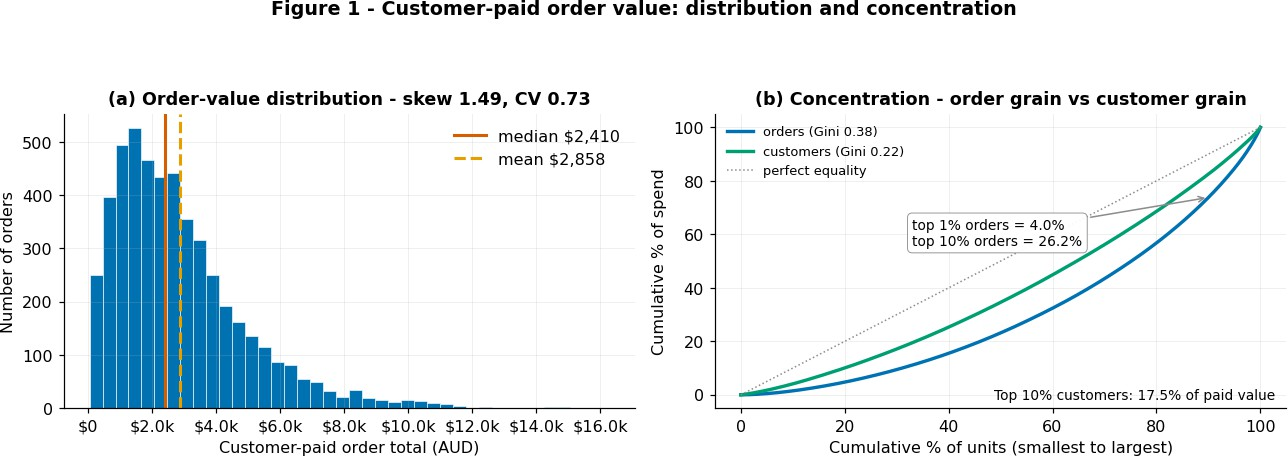 Figure 1 - Customer-paid order value: distribution and concentration
(a) Order-value distribution - skew 1.49, CV 0.73
median $2,410
mean $2,858
Number of orders
500
400
300
200
100
0
$0 $2.0k $4.0k $6.0k $8.0k $10.0k $12.0k $14.0k $16.0k
Customer-paid order total (AUD)
(b) Concentration - order grain vs customer grain
orders (Gini 0.38)
customers (Gini 0.22)
perfect equality
top 1% orders = 4.0%
top 10% orders = 26.2%
Top 10% customers: 17.5% of paid value
Cumulative % of spend
100
80
60
40
20
0
0 20 40 60 80 100
Cumulative % of units (smallest to largest)